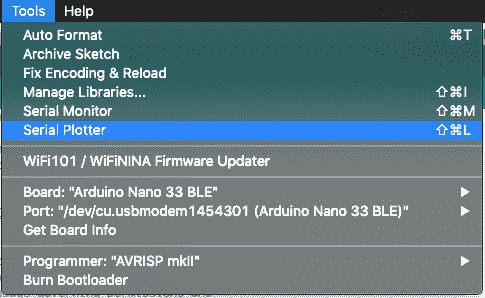 Tools Help
Auto Format ⌘T
Archive Sketch
Fix Encoding & Reload
Manage Libraries... ⇧⌘I
Serial Monitor ⇧⌘M
Serial Plotter ⇧⌘L
WiFi101 / WiFiNINA Firmware Updater
Board: "Arduino Nano 33 BLE" ▶
Port: "/dev/cu.usbmodem1454301 (Arduino Nano 33 BLE)" ▶
Get Board Info
Programmer: "AVRISP mkII" ▶
Burn Bootloader